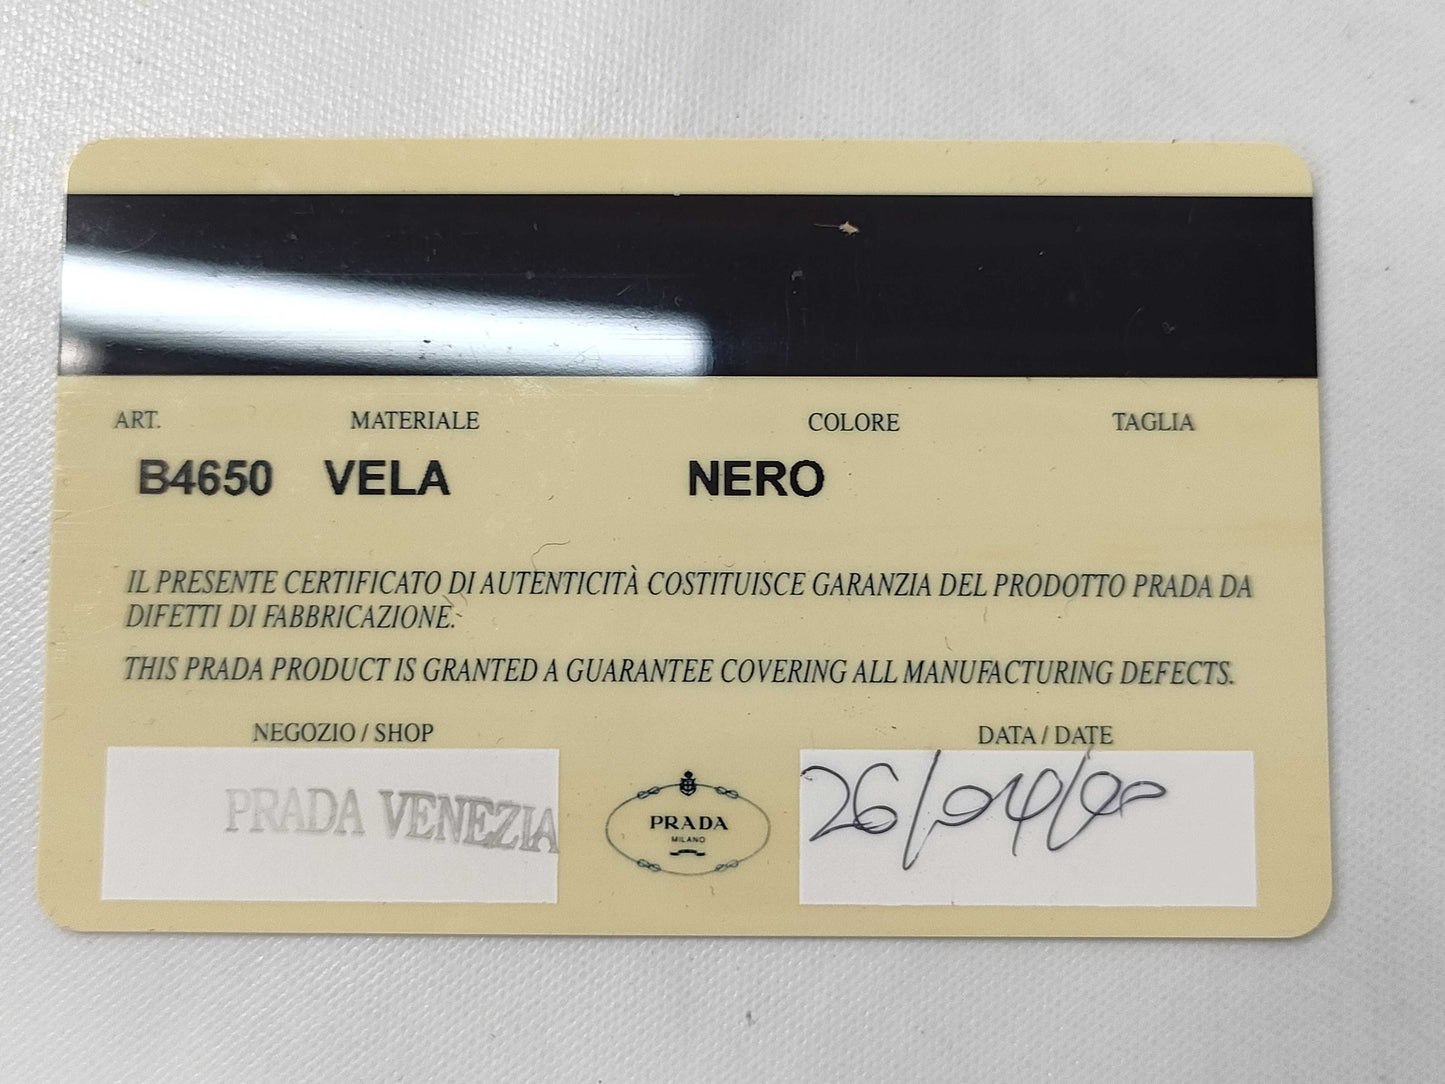 ART. MATERIALE COLORE TAGLIA
B4650 VELA NERO
IL PRESENTE CERTIFICATO DI AUTENTICITÀ COSTITUISCE GARANZIA DEL PRODOTTO PRADA DA
DIFETTI DI FABBRICAZIONE.
THIS PRADA PRODUCT IS GRANTED A GUARANTEE COVERING ALL MANUFACTURING DEFECTS.
NEGOZIO / SHOP DATA / DATE
PRADA VENEZIA
PRADA
MILANO
26/04/00